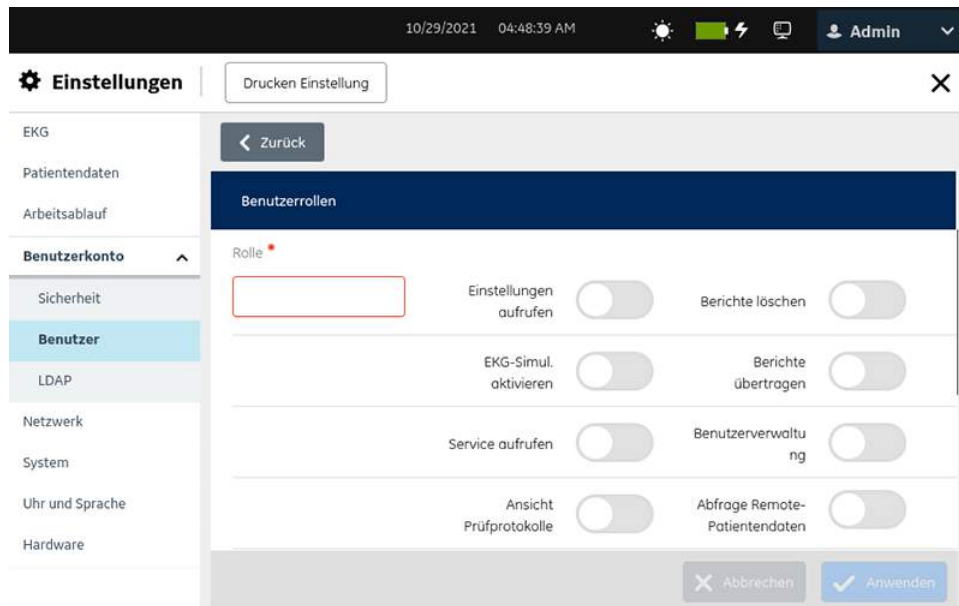 10/29/2021 04:48:39 AM Admin
Einstellungen Drucken Einstellung
EKG
Patientendaten
Arbeitsablauf
Benutzerkonto
Sicherheit
Benutzer
LDAP
Netzwerk
System
Uhr und Sprache
Hardware
Zurück
Benutzerrollen
Rolle *
Einstellungen
aufrufen
Berichte löschen
EKG-Simul.
aktivieren
Berichte
übertragen
Service aufrufen
Benutzerverwaltu
ng
Ansicht
Prüfprotokolle
Abfrage Remote-
Patientendaten
Abbrechen Anwenden